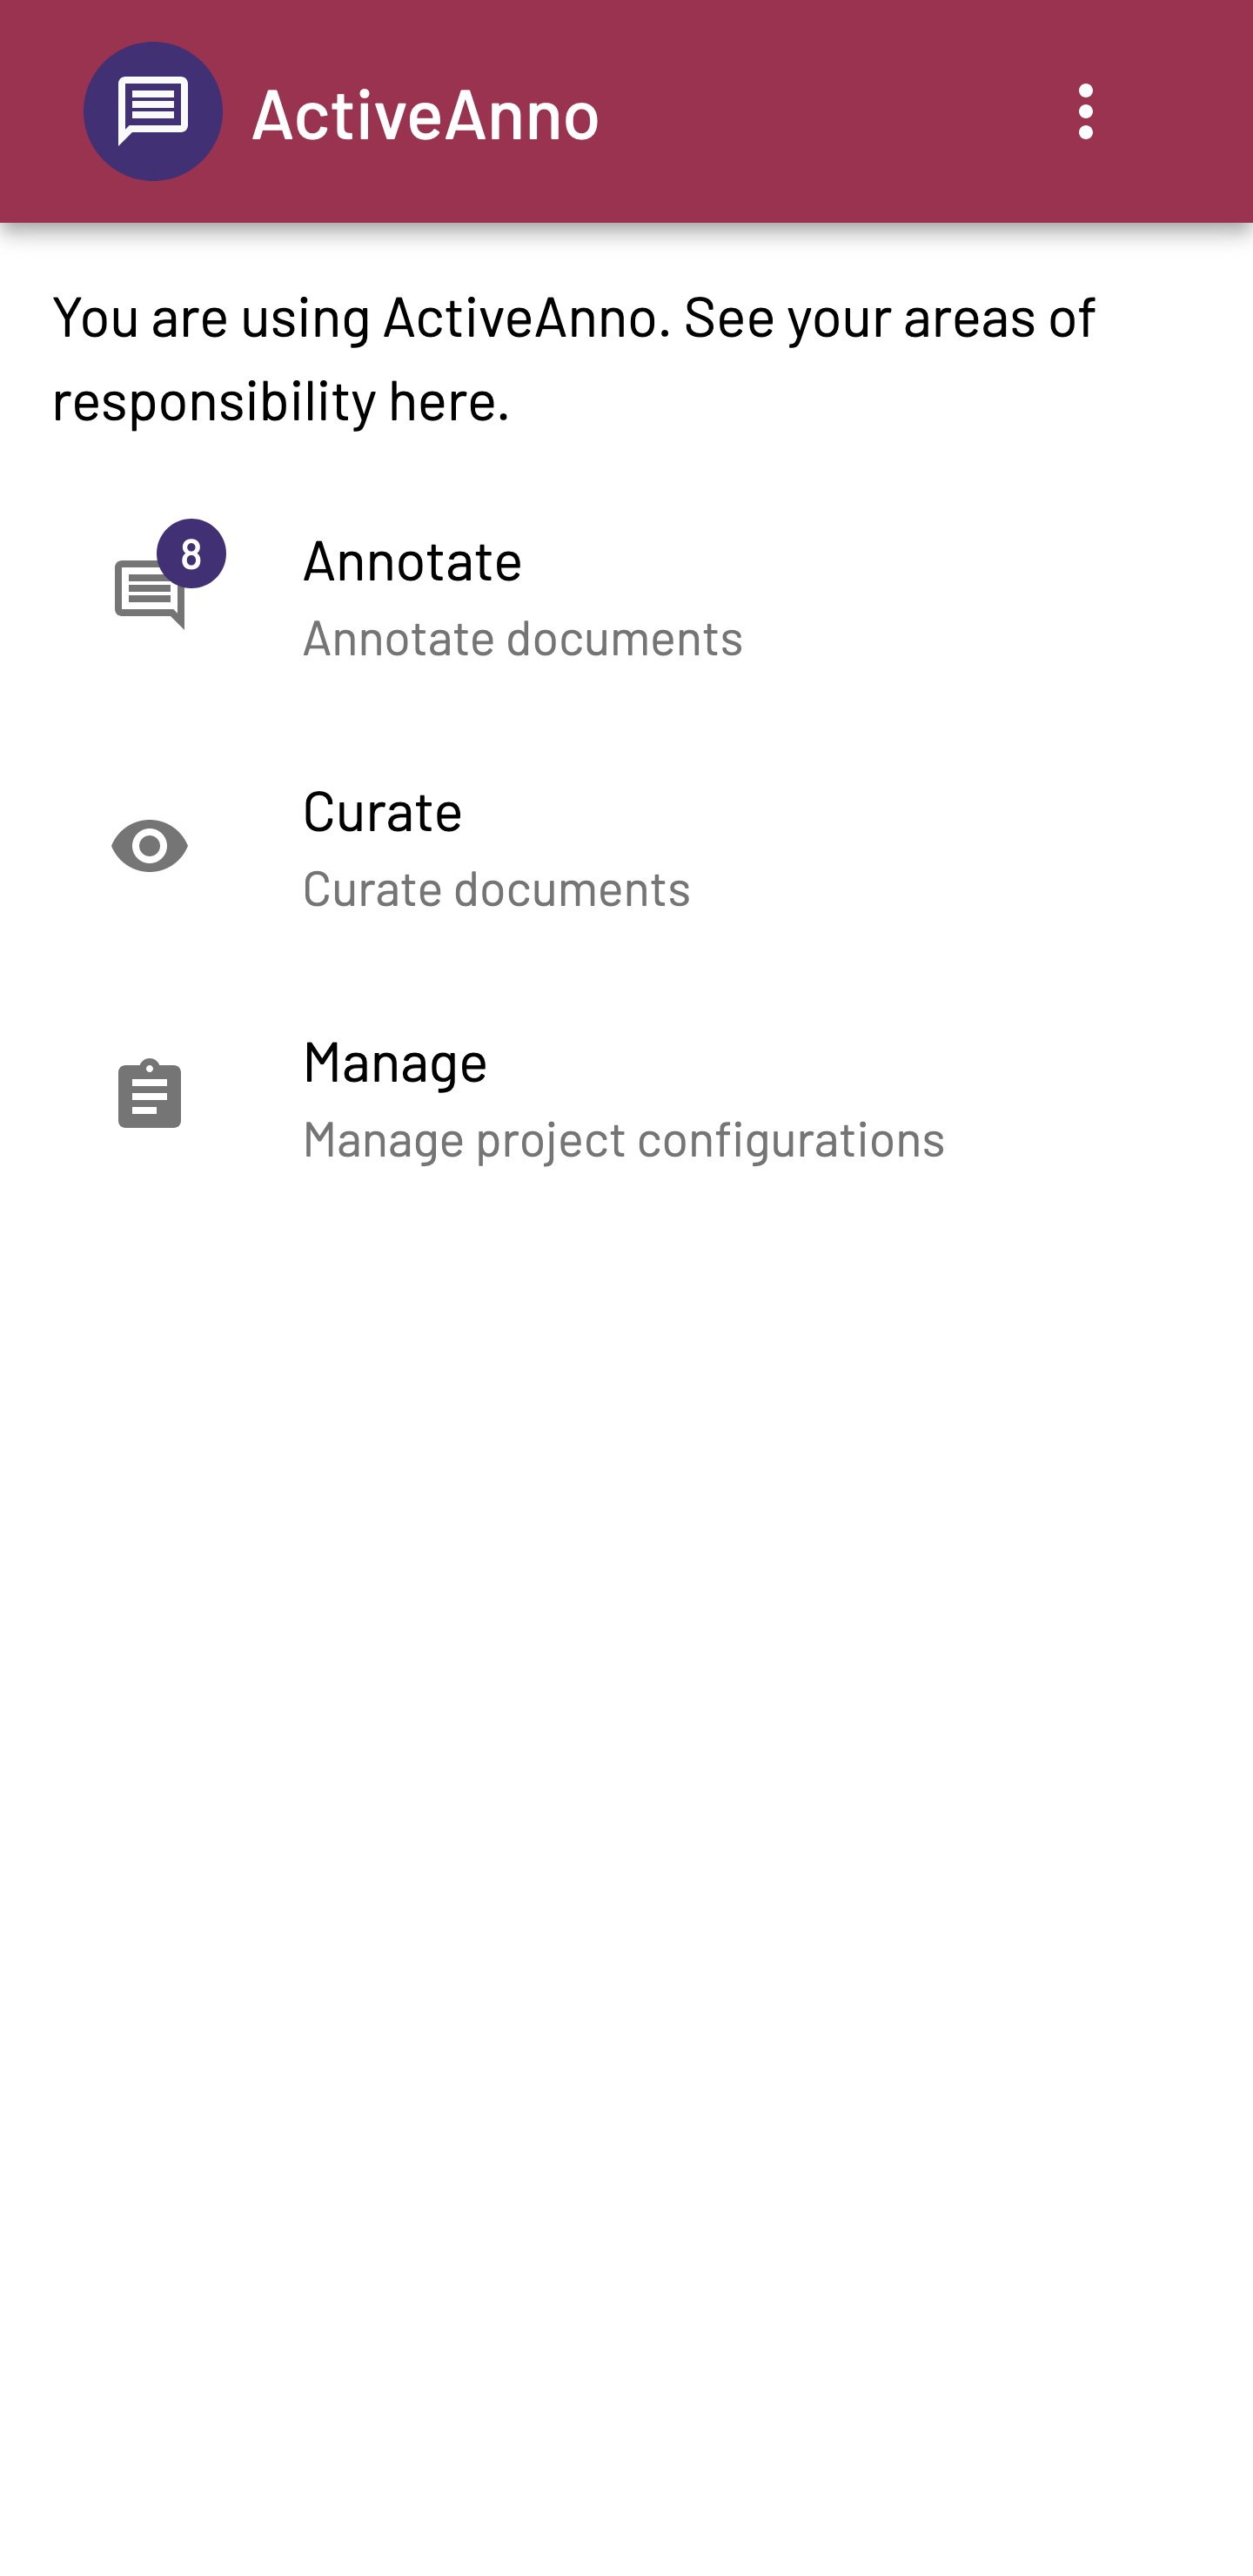 ActiveAnno
You are using ActiveAnno. See your areas of
responsibility here.
8
Annotate
Annotate documents
Curate
Curate documents
Manage
Manage project configurations